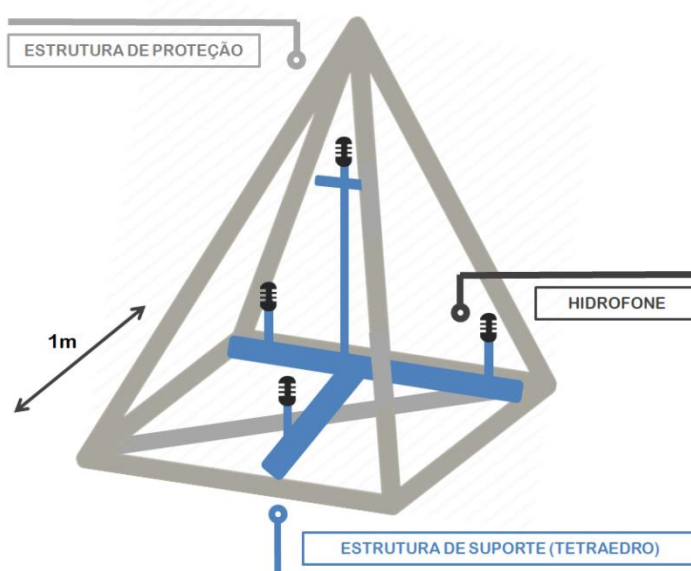 ESTRUTURA DE PROTEÇÃO
1m
HIDROFONE
ESTRUTURA DE SUPORTE (TETRAEDRO)